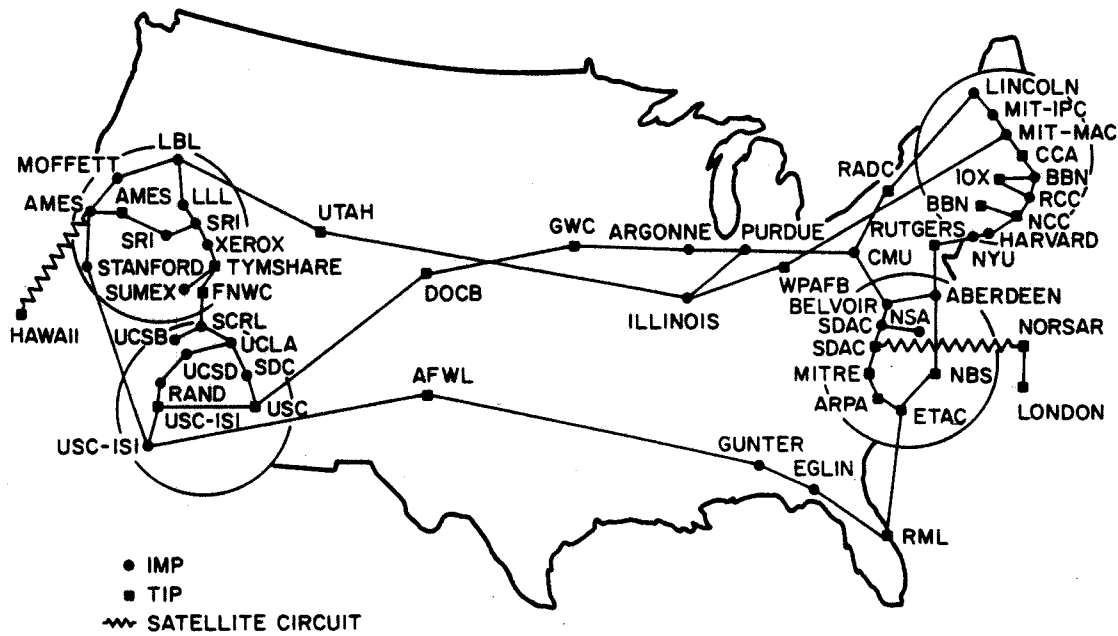 LINCOLN
MIT-IPC
MIT-MAC
CCA
BBN
IOX
RCC
BBN
NCC
HARVARD
RUTGERS
NYU
RADC
LBL
MOFFETT
AMES
AMES
LLL
SRI
SRI
XEROX
STANFORD
TYMSHARE
SUMEX
FNWC
HAWAII
UTAH
GWC
ARGONNE
PURDUE
CMU
DOCB
ILLINOIS
WPAFB
BELVOIR
ABERDEEN
SDAC
NSA
NORSAR
SDAC
MITRE
NBS
ARPA
ETAC
LONDON
UCSB
SCRL
UCLA
UCSD
SDC
RAND
USC-ISI
USC
USC-ISI
AFWL
GUNTER
EGLIN
RML
IMP
TIP
SATELLITE CIRCUIT